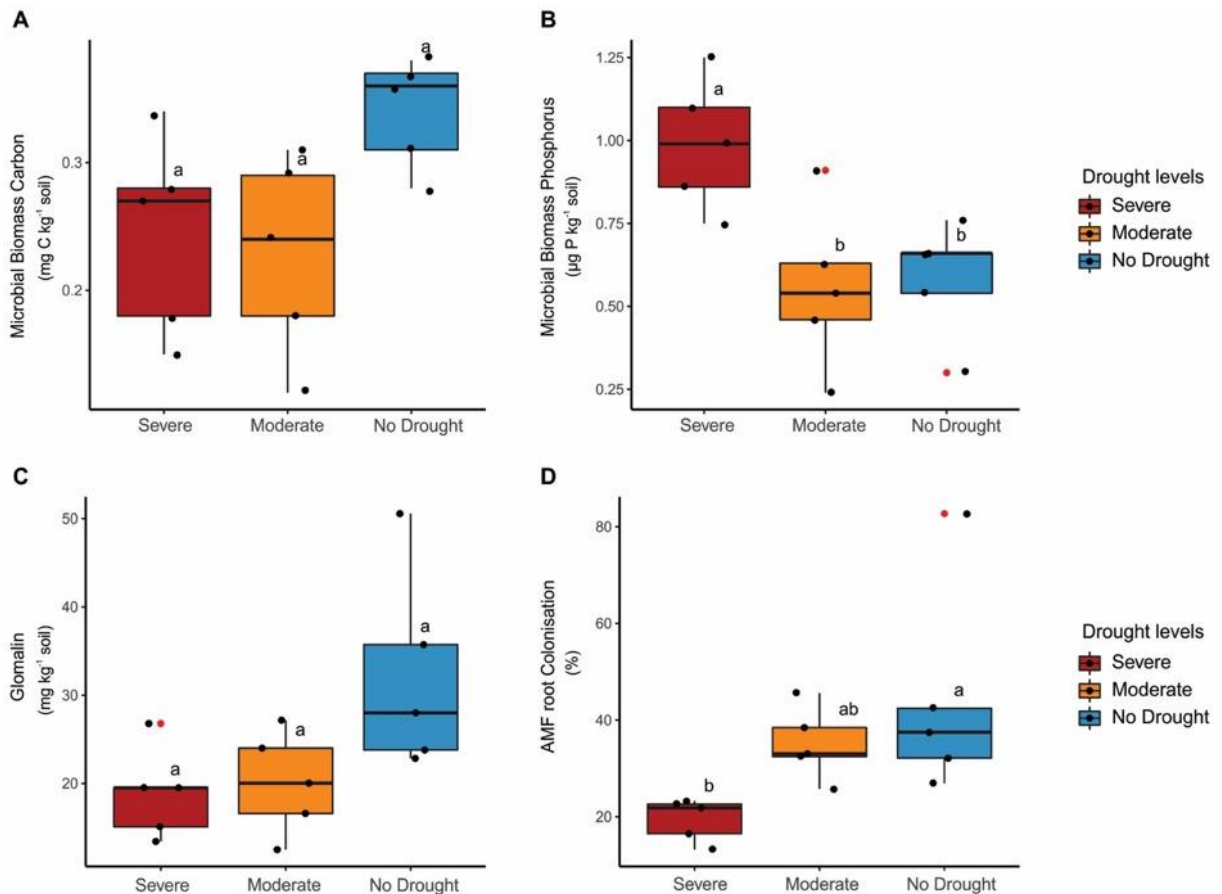 A
Microbial Biomass Carbon
(mg C kg⁻¹ soil)
0.3
0.2
a
a
a
Severe
Moderate
No Drought
B
Microbial Biomass Phosphorus
(µg P kg⁻¹ soil)
1.25
1.00
0.75
0.50
0.25
a
b
b
Severe
Moderate
No Drought
Drought levels
Severe
Moderate
No Drought
C
Glomalin
(mg kg⁻¹ soil)
50
40
30
20
a
a
a
Severe
Moderate
No Drought
D
AMF root Colonisation
(%)
80
60
40
20
b
ab
a
Severe
Moderate
No Drought
Drought levels
Severe
Moderate
No Drought